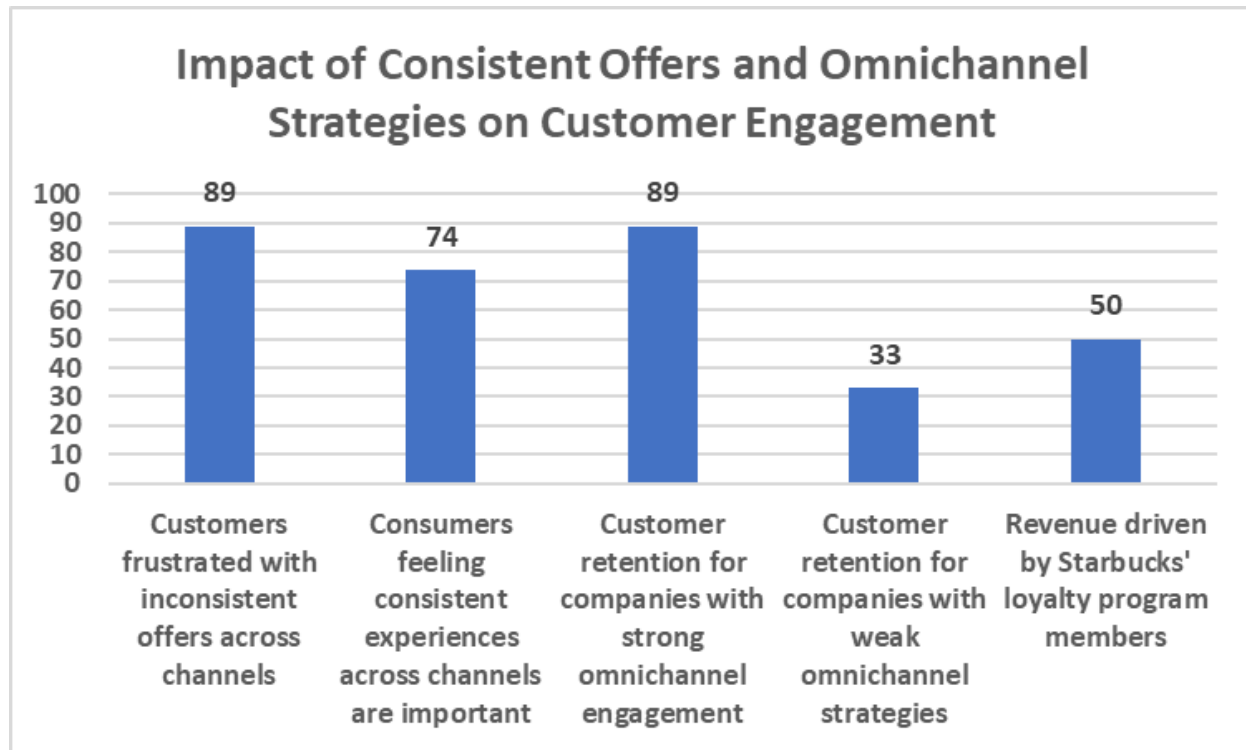 Impact of Consistent Offers and Omnichannel
Strategies on Customer Engagement
100
90
80
70
60
50
40
30
20
10
0
89
74
89
33
50
Customers
frustrated with
inconsistent
offers across
channels
Consumers
feeling
consistent
experiences
across channels
are important
Customer
retention for
companies with
strong
omnichannel
engagement
Customer
retention for
companies with
weak
omnichannel
strategies
Revenue driven
by Starbucks'
loyalty program
members